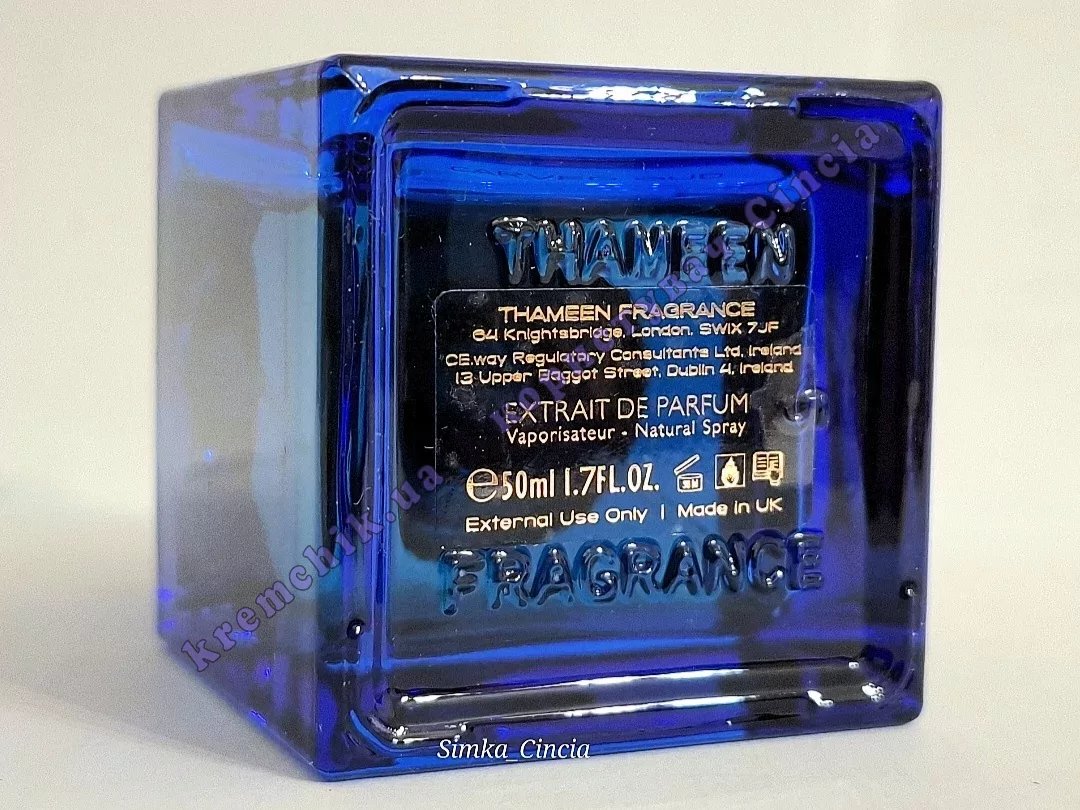 THAMEEN
THAMEEN FRAGRANCE
64 Knightsbridge, London, SW1X 7JF
CE.way Regulatory Consultants Ltd, Ireland
13 Upper Baggot Street, Dublin 4, Ireland
EXTRAIT DE PARFUM
Vaporisateur - Natural Spray
℮50ml 1.7FL.OZ.
External Use Only | Made in UK
FRAGRANCE
kremchik.ua
Cincia
Simka_Cincia